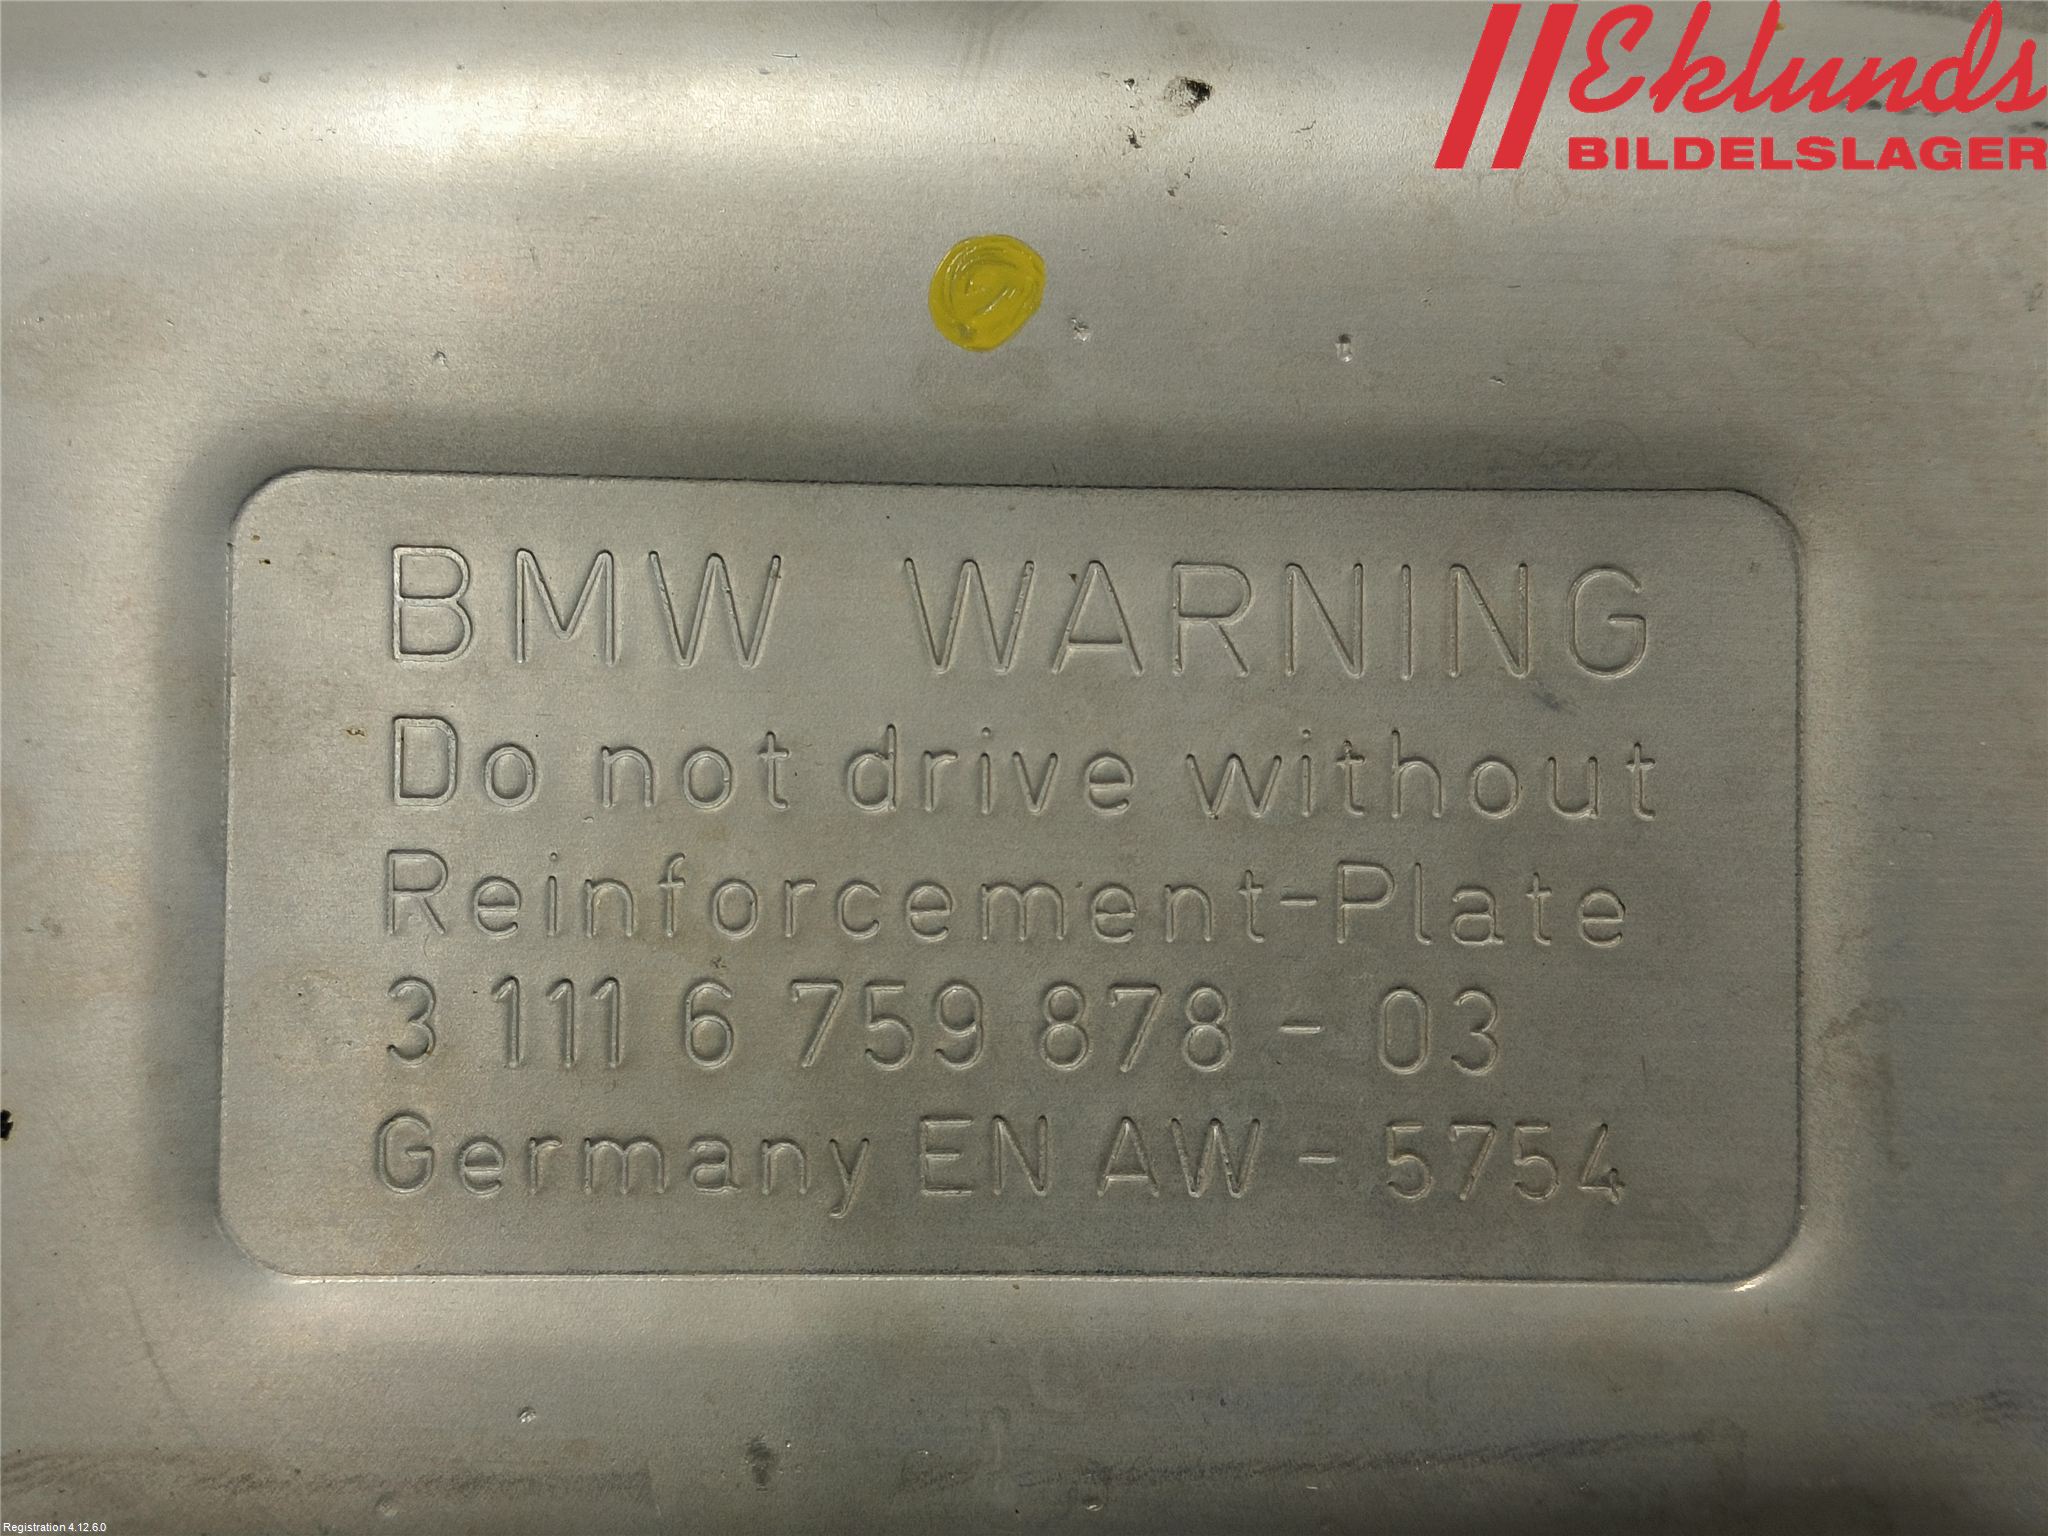 Eklunds
BILDELSLAGER
BMW WARNING
Do not drive without
Reinforcement-Plate
3 111 6 759 878 - 03
Germany EN AW - 5754
Registration 4.12.6.0